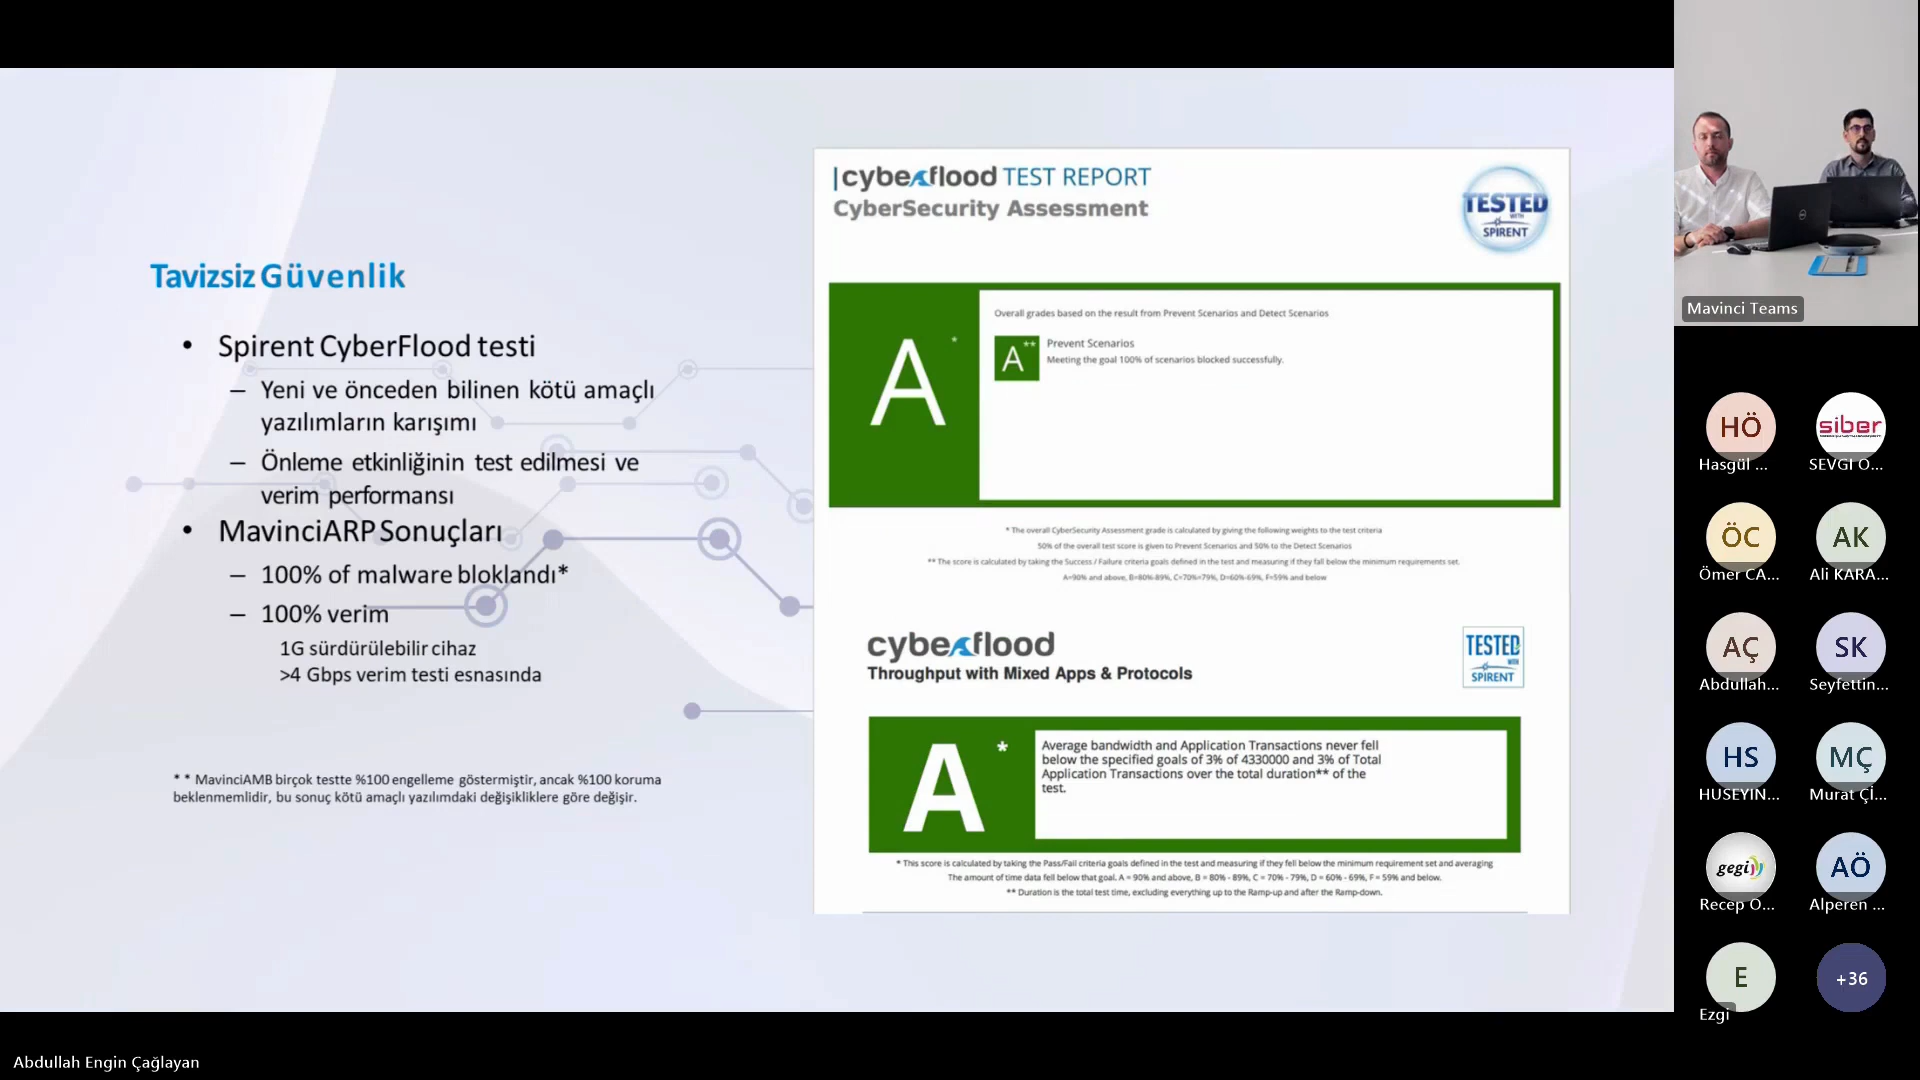 Tavizsiz Güvenlik
• Spirent CyberFlood testi
– Yeni ve önceden bilinen kötü amaçlı
yazılımların karışımı
– Önleme etkinliğinin test edilmesi ve
verim performansı
• MavinciARP Sonuçları
– 100% of malware bloklandı*
– 100% verim
1G sürdürülebilir cihaz
>4 Gbps verim testi esnasında
* * MavinciAMB birçok testte %100 engelleme göstermiştir, ancak %100 koruma
beklenmemlidir, bu sonuç kötü amaçlı yazılımdaki değişikliklere göre değişir.
cyberflood TEST REPORT
CyberSecurity Assessment
TESTED
WITH
SPIRENT
A*
Overall grades based on the result from Prevent Scenarios and Detect Scenarios
A**
Prevent Scenarios
Meeting the goal 100% of scenarios blocked successfully.
* The overall CyberSecurity Assessment grade is calculated by giving the following weights to the test criteria
50% of the overall test score is given to Prevent Scenarios and 50% to the Detect Scenarios
** The score is calculated by taking the Success / Failure criteria goals defined in the test and measuring if they fall below the minimum requirements set.
A=90% and above, B=80%-89%, C=70%=79%, D=60%-69%, F=59% and below
cyberflood
Throughput with Mixed Apps & Protocols
TESTED
WITH
SPIRENT
A*
Average bandwidth and Application Transactions never fell
below the specified goals of 3% of 4330000 and 3% of Total
Application Transactions over the total duration** of the
test.
* This score is calculated by taking the Pass/Fail criteria goals defined in the test and measuring if they fell below the minimum requirement set and averaging
The amount of time data fell below that goal. A = 90% and above, B = 80% - 89%, C = 70% - 79%, D = 60% - 69%, F = 59% and below.
** Duration is the total test time, excluding everything up to the Ramp-up and after the Ramp-down.
Mavinci Teams
HÖ
Hasgül ...
siber
SEVGI O...
ÖC
Ömer CA...
AK
Ali KARA...
AÇ
Abdullah...
SK
Seyfettin...
HS
HUSEYIN...
MÇ
Murat Çİ...
gegi
Recep O...
AÖ
Alperen ...
E
Ezgi
+36
Abdullah Engin Çağlayan